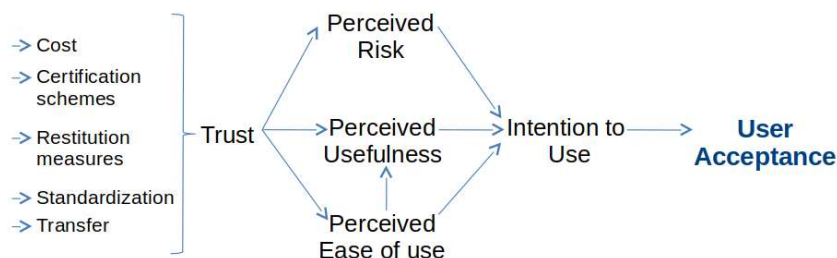 Cost
Certification
schemes
Restitution
measures
Standardization
Transfer
Trust
Perceived
Risk
Perceived
Usefulness
Perceived
Ease of use
Intention to
Use
User
Acceptance